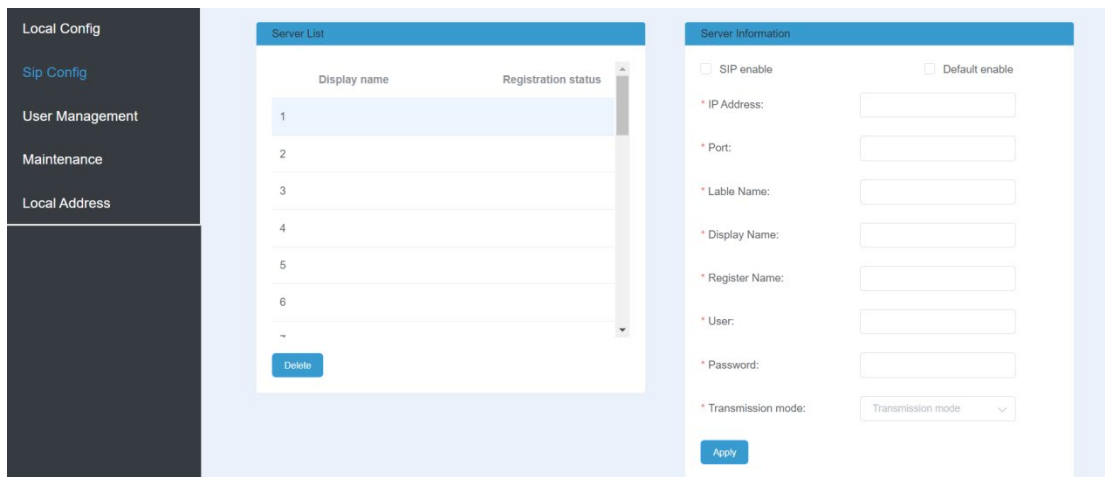 Local Config
Sip Config
User Management
Maintenance
Local Address
Server List
Display name Registration status
1
2
3
4
5
6
Delete
Server Information
SIP enable Default enable
* IP Address:
* Port:
* Lable Name:
* Display Name:
* Register Name:
* User:
* Password:
* Transmission mode: Transmission mode
Apply